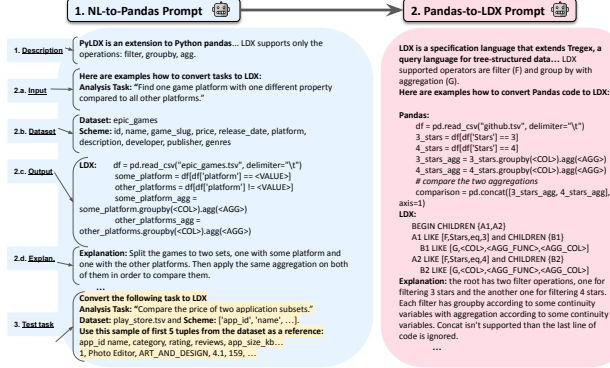 1. NL-to-Pandas Prompt
1. Description
PyLDX is an extension to Python pandas... LDX supports only the
operations: filter, groupby, agg.
2.a. Input
Here are examples how to convert tasks to LDX:
Analysis Task: “Find one game platform with one different property
compared to all other platforms.”
2.b. Dataset
Dataset: epic_games
Scheme: id, name, game_slug, price, release_date, platform,
description, developer, publisher, genres
2.c. Output
LDX: df = pd.read_csv("epic_games.tsv", delimiter="\t")
some_platform = df[df['platform'] == <VALUE>]
other_platforms = df[df['platform'] != <VALUE>]
some_platform_agg =
some_platform.groupby(<COL>).agg(<AGG>)
other_platforms_agg =
other_platforms.groupby(<COL>).agg(<AGG>)
2.d. Explan.
Explanation: Split the games to two sets, one with some platform and
one with the other platforms. Then apply the same aggregation on both
of them in order to compare them.
...
3. Test task
Convert the following task to LDX
Analysis Task: “Compare the price of two application subsets.”
Dataset: play_store.tsv and Scheme: ['app_id', 'name', ...].
Use this sample of first 5 tuples from the dataset as a reference:
app_id name, category, rating, reviews, app_size_kb...
1, Photo Editor, ART_AND_DESIGN, 4.1, 159, ...
2. Pandas-to-LDX Prompt
LDX is a specification language that extends Tregex, a
query language for tree-structured data... LDX
supported operators are filter (F) and group by with
aggregation (G).
Here are examples how to convert Pandas code to LDX:
Pandas:
df = pd.read_csv("github.tsv", delimiter="\t")
3_stars = df[df['Stars'] == 3]
4_stars = df[df['Stars'] == 4]
3_stars_agg = 3_stars.groupby(<COL>).agg(<AGG>)
4_stars_agg = 4_stars.groupby(<COL>).agg(<AGG>)
# compare the two aggregations
comparison = pd.concat([3_stars_agg, 4_stars_agg],
axis=1)
LDX:
BEGIN CHILDREN {A1,A2}
A1 LIKE [F,Stars,eq,3] and CHILDREN {B1}
B1 LIKE [G,<COL>,<AGG_FUNC>,<AGG_COL>]
A2 LIKE [F,Stars,eq,4] and CHILDREN {B2}
B2 LIKE [G,<COL>,<AGG_FUNC>,<AGG_COL>]
Explanation: the root has two filter operations, one for
filtering 3 stars and the another one for filtering 4 stars.
Each filter has groupby according to some continuity
variables with aggregation according to some continuity
variables. Concat isn't supported than the last line of
code is ignored.
...